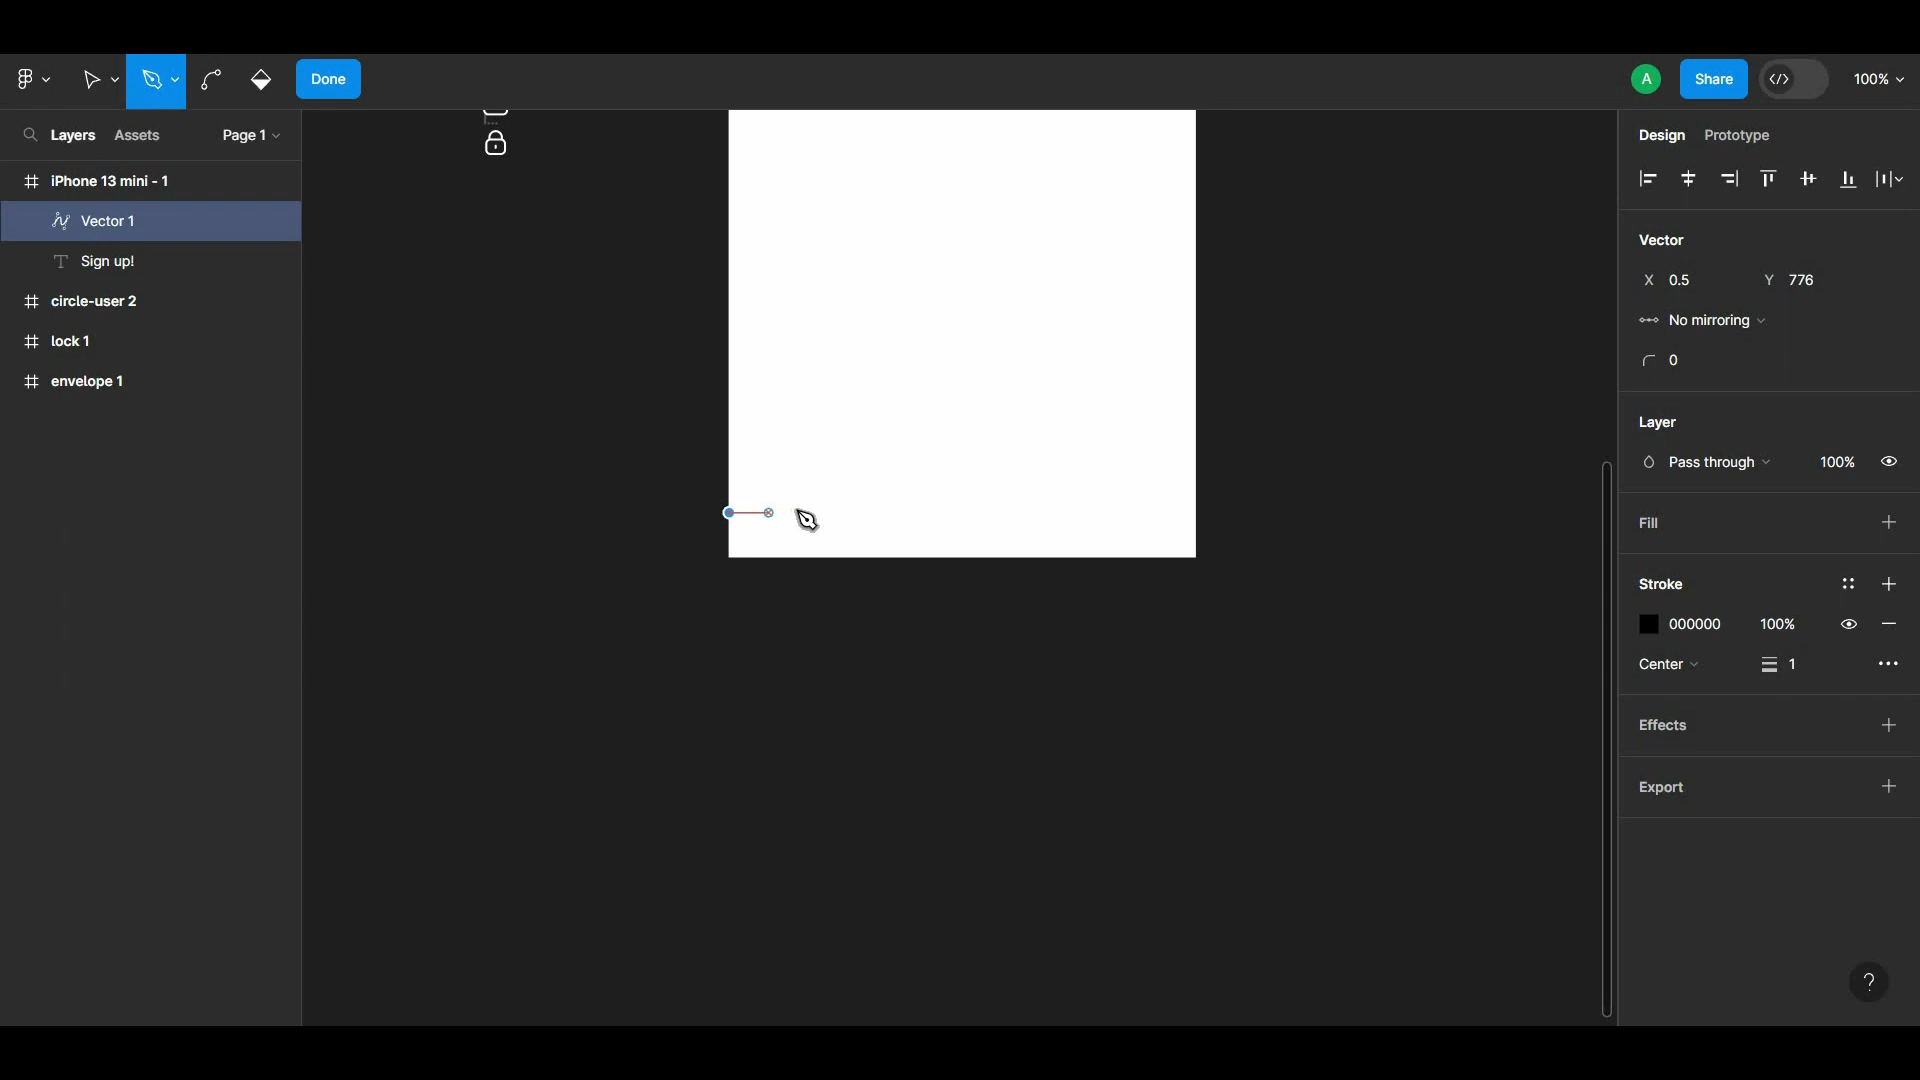 Done
A
Share
100%
Layers
Assets
Page 1
iPhone 13 mini - 1
Vector 1
Sign up!
circle-user 2
lock 1
envelope 1
Design
Prototype
Vector
X 0.5
Y 776
No mirroring
0
Layer
Pass through
100%
Fill
Stroke
000000
100%
Center
1
Effects
Export
?